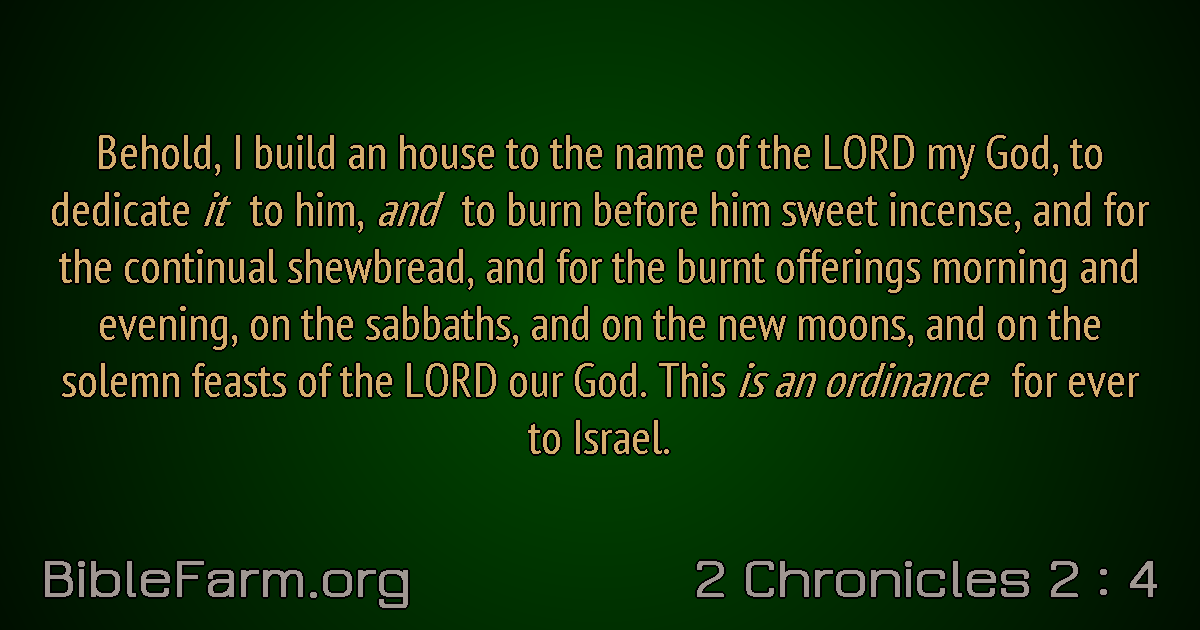 Behold, I build an house to the name of the LORD my God, to
dedicate it to him, and to burn before him sweet incense, and for
the continual shewbread, and for the burnt offerings morning and
evening, on the sabbaths, and on the new moons, and on the
solemn feasts of the LORD our God. This is an ordinance for ever
to Israel.
BibleFarm.org
2 Chronicles 2 : 4